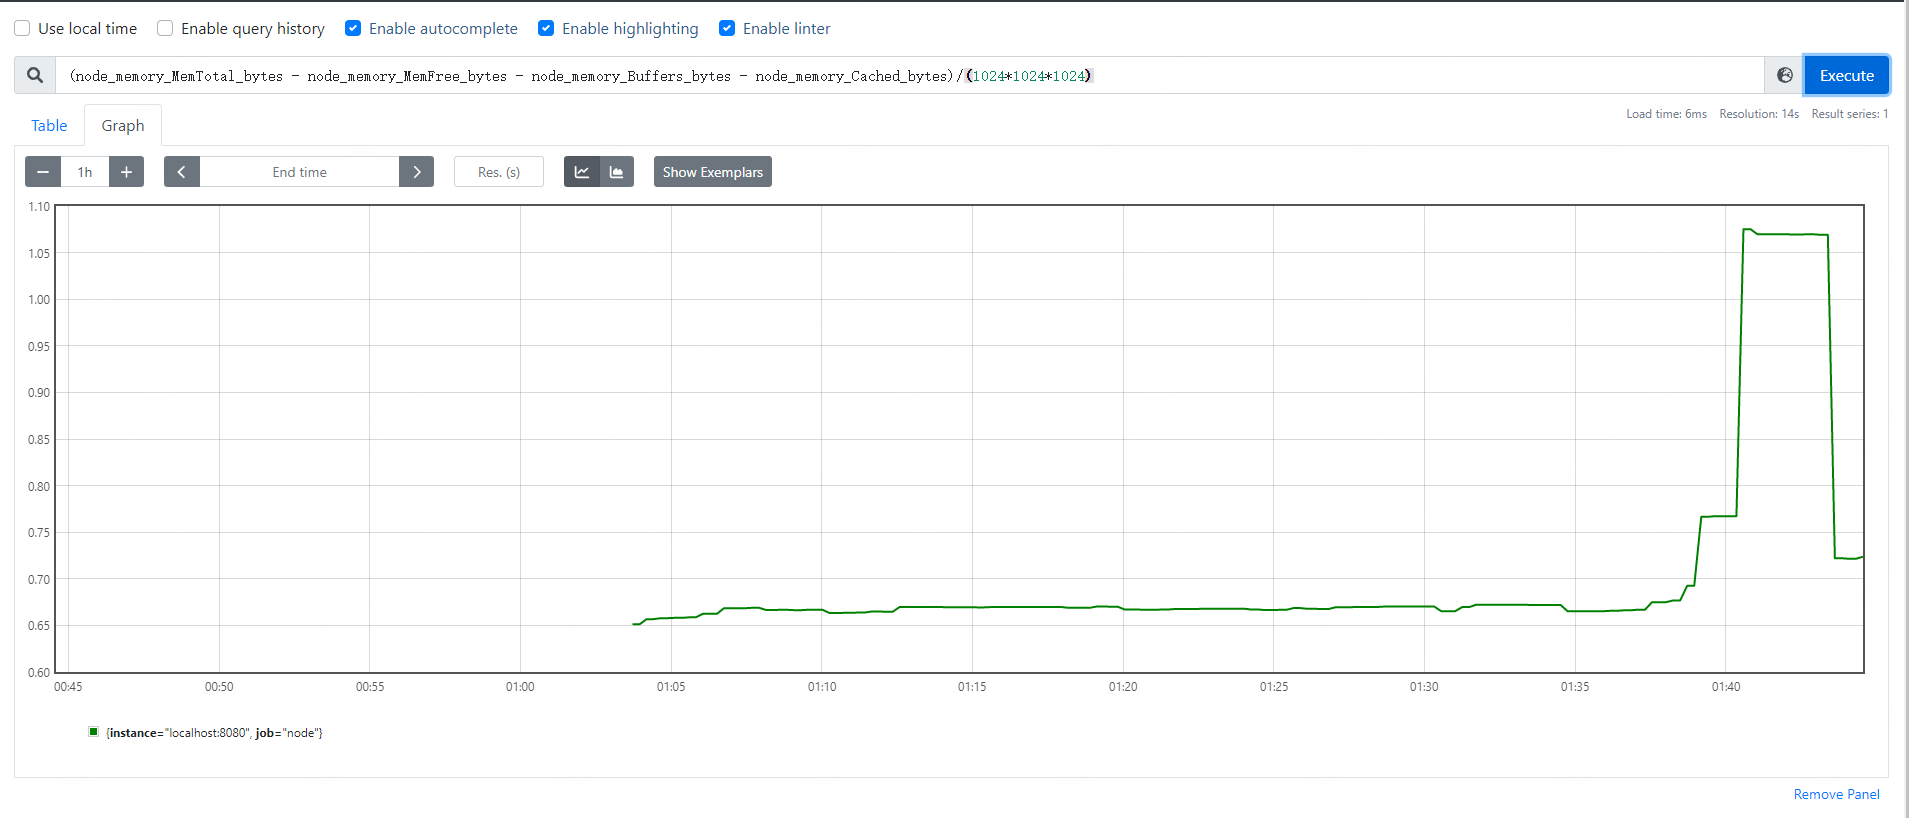 Use local time Enable query history Enable autocomplete Enable highlighting Enable linter
(node_memory_MemTotal_bytes - node_memory_MemFree_bytes - node_memory_Buffers_bytes - node_memory_Cached_bytes)/(1024*1024*1024) Execute
Load time: 6ms Resolution: 14s Result series: 1
Table Graph
1h End time Res. (s) Show Exemplars
1.10
1.05
1.00
0.95
0.90
0.85
0.80
0.75
0.70
0.65
0.60
00:45 00:50 00:55 01:00 01:05 01:10 01:15 01:20 01:25 01:30 01:35 01:40
{instance="localhost:8080", job="node"}
Remove Panel